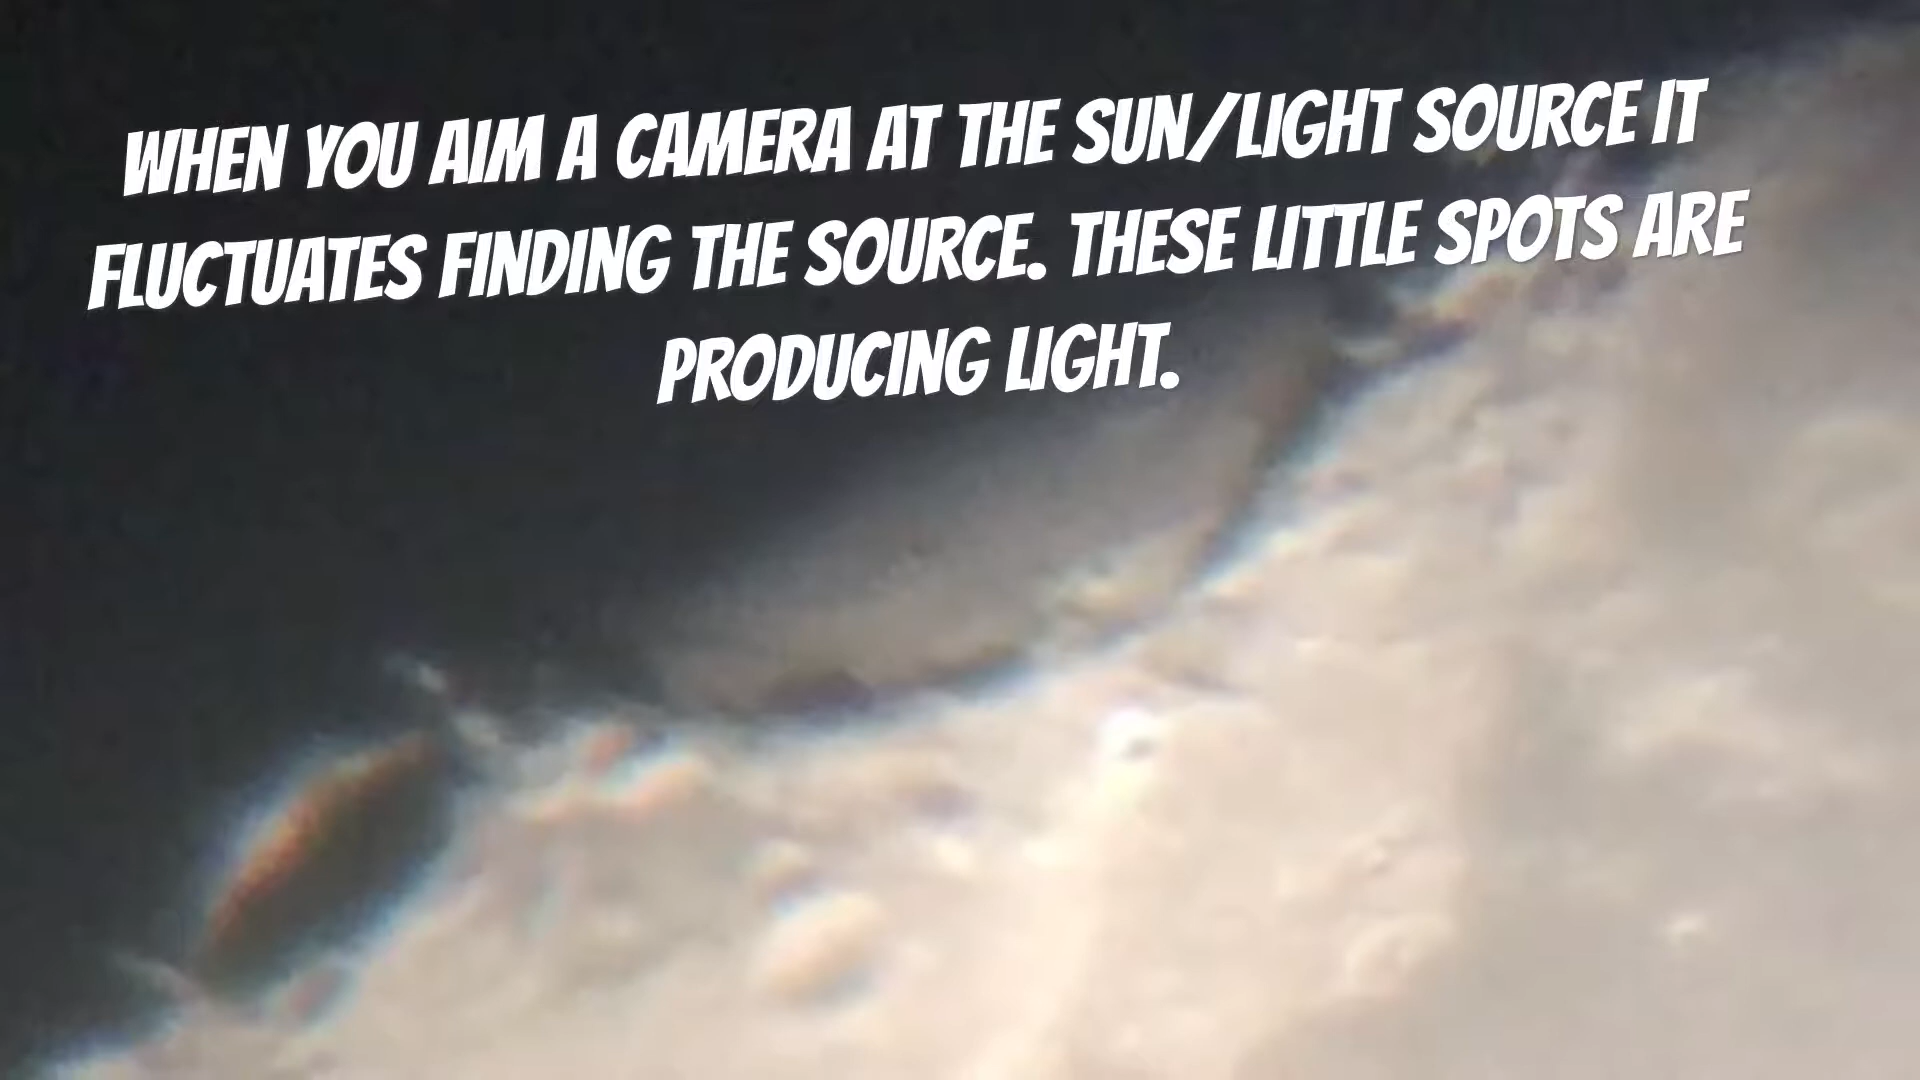 WHEN YOU AIM A CAMERA AT THE SUN/LIGHT SOURCE IT
FLUCTUATES FINDING THE SOURCE. THESE LITTLE SPOTS ARE
PRODUCING LIGHT.